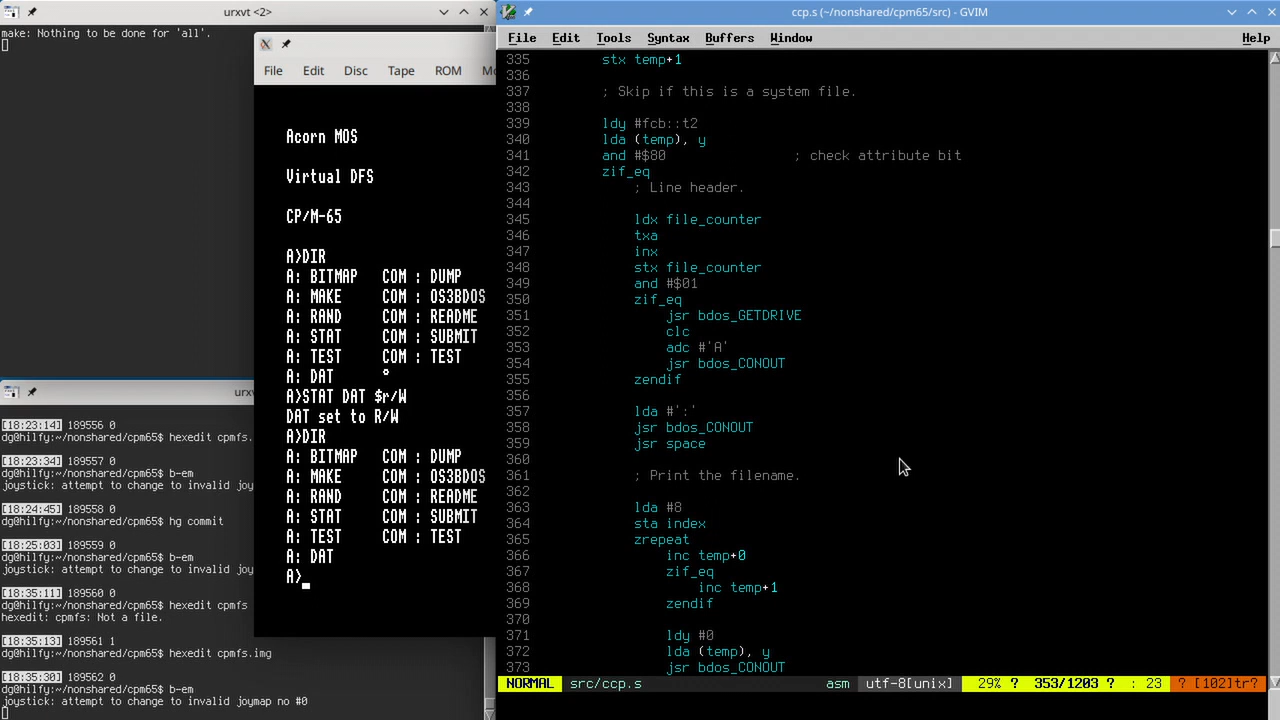 urxvt <2>
make: Nothing to be done for 'all'.
File Edit Disc Tape ROM Mo
Acorn MOS
Virtual DFS
CP/M-65
A>DIR
A: BITMAP COM : DUMP
A: MAKE COM : OS3BDOS
A: RAND COM : README
A: STAT COM : SUBMIT
A: TEST COM : TEST
A: DAT °
A>STAT DAT $r/W
DAT set to R/W
A>DIR
A: BITMAP COM : DUMP
A: MAKE COM : OS3BDOS
A: RAND COM : README
A: STAT COM : SUBMIT
A: TEST COM : TEST
A: DAT
A>
urx
[18:23:14] 189556 0
dg@hilfy:~/nonshared/cpm65$ hexedit cpmfs.
[18:23:34] 189557 0
dg@hilfy:~/nonshared/cpm65$ b-em
joystick: attempt to change to invalid joy
[18:24:45] 189558 0
dg@hilfy:~/nonshared/cpm65$ hg commit
[18:25:03] 189559 0
dg@hilfy:~/nonshared/cpm65$ b-em
joystick: attempt to change to invalid joy
[18:35:11] 189560 0
dg@hilfy:~/nonshared/cpm65$ hexedit cpmfs
hexedit: cpmfs: Not a file.
[18:35:13] 189561 1
dg@hilfy:~/nonshared/cpm65$ hexedit cpmfs.img
[18:35:30] 189562 0
dg@hilfy:~/nonshared/cpm65$ b-em
joystick: attempt to change to invalid joymap no #0
ccp.s (~/nonshared/cpm65/src) - GVIM
File Edit Tools Syntax Buffers Window Help
335 stx temp+1
336
337 ; Skip if this is a system file.
338
339 ldy #fcb::t2
340 lda (temp), y
341 and #$80 ; check attribute bit
342 zif_eq
343 ; Line header.
344
345 ldx file_counter
346 txa
347 inx
348 stx file_counter
349 and #$01
350 zif_eq
351 jsr bdos_GETDRIVE
352 clc
353 adc #'A'
354 jsr bdos_CONOUT
355 zendif
356
357 lda #':'
358 jsr bdos_CONOUT
359 jsr space
360
361 ; Print the filename.
362
363 lda #8
364 sta index
365 zrepeat
366 inc temp+0
367 zif_eq
368 inc temp+1
369 zendif
370
371 ldy #0
372 lda (temp), y
373 jsr bdos_CONOUT
NORMAL src/ccp.s asm utf-8[unix] 29% ? 353/1203 ? : 23 ? [102]tr?